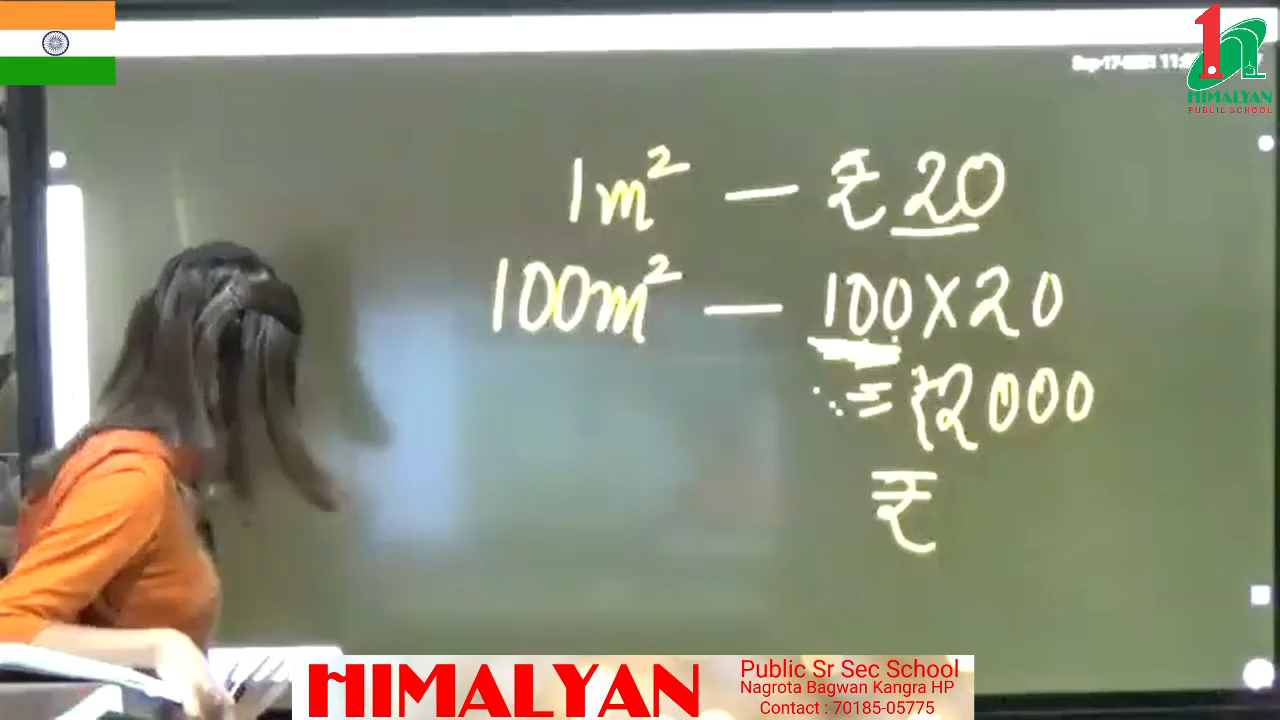 1h
HIMALYAN
PUBLIC SCHOOL
1m² — ₹ 20
100m² — 100 × 20
= ₹2000
₹
HIMALYAN
Public Sr Sec School
Nagrota Bagwan Kangra HP
Contact : 70185-05775